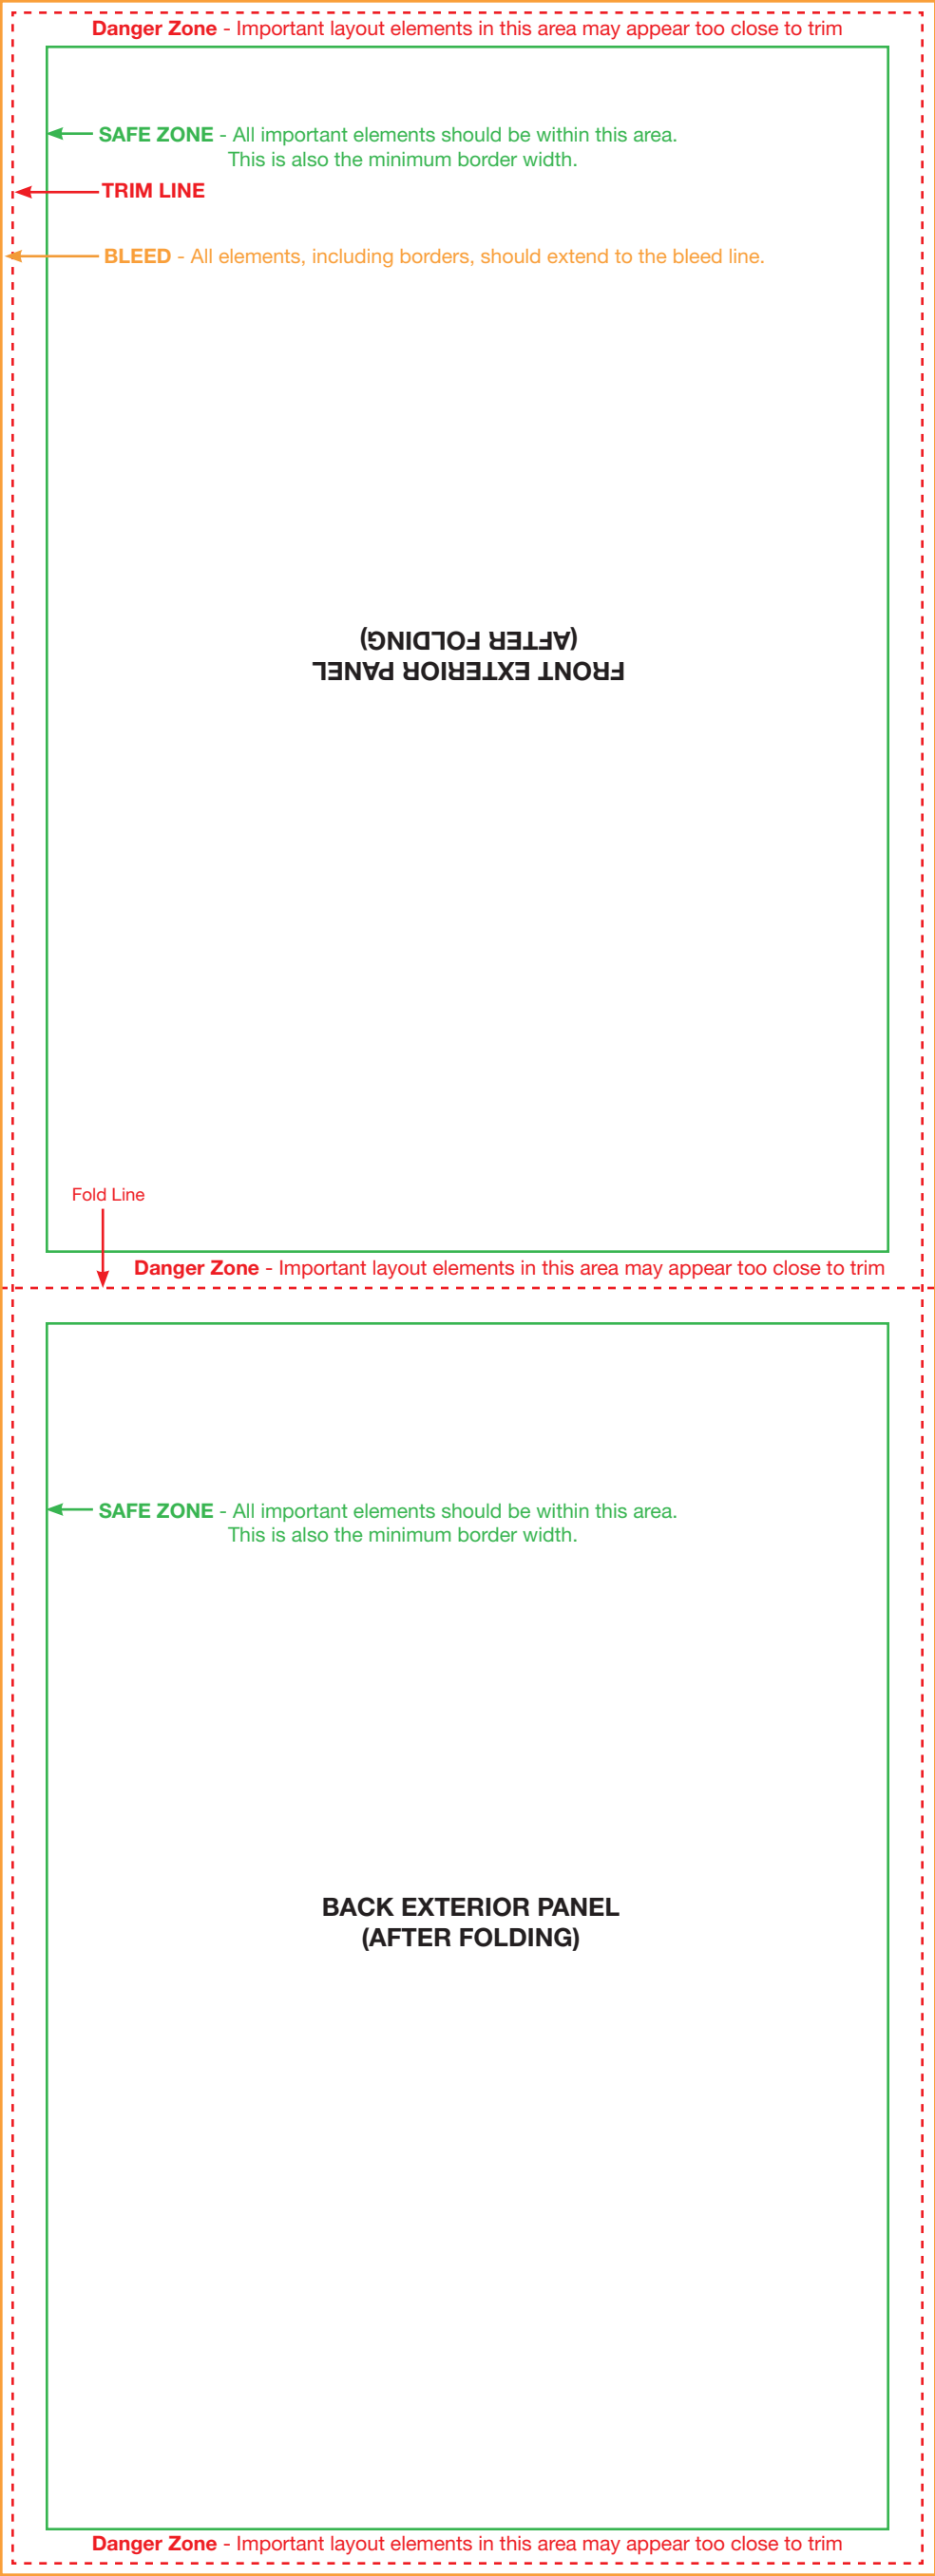 Danger Zone - Important layout elements in this area may appear too close to trim
SAFE ZONE - All important elements should be within this area.
This is also the minimum border width.
TRIM LINE
BLEED - All elements, including borders, should extend to the bleed line.
FRONT EXTERIOR PANEL
(AFTER FOLDING)
Fold Line
Danger Zone - Important layout elements in this area may appear too close to trim
SAFE ZONE - All important elements should be within this area.
This is also the minimum border width.
BACK EXTERIOR PANEL
(AFTER FOLDING)
Danger Zone - Important layout elements in this area may appear too close to trim